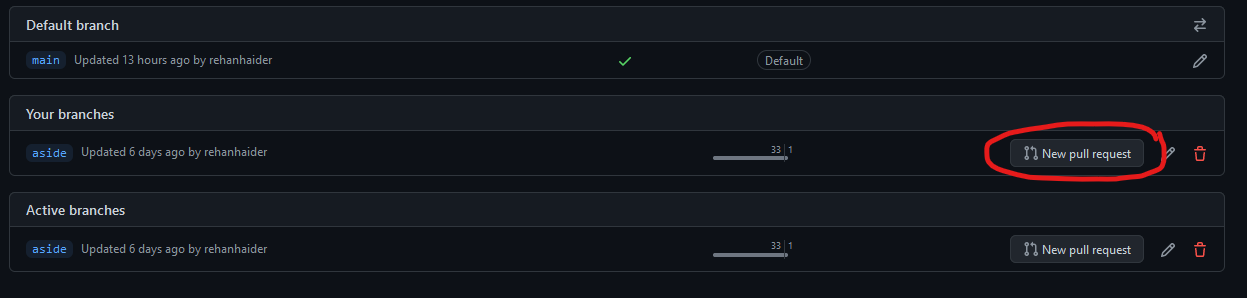 Default branch
main Updated 13 hours ago by rehanhaider Default
Your branches
aside Updated 6 days ago by rehanhaider 33 1 New pull request
Active branches
aside Updated 6 days ago by rehanhaider 33 1 New pull request